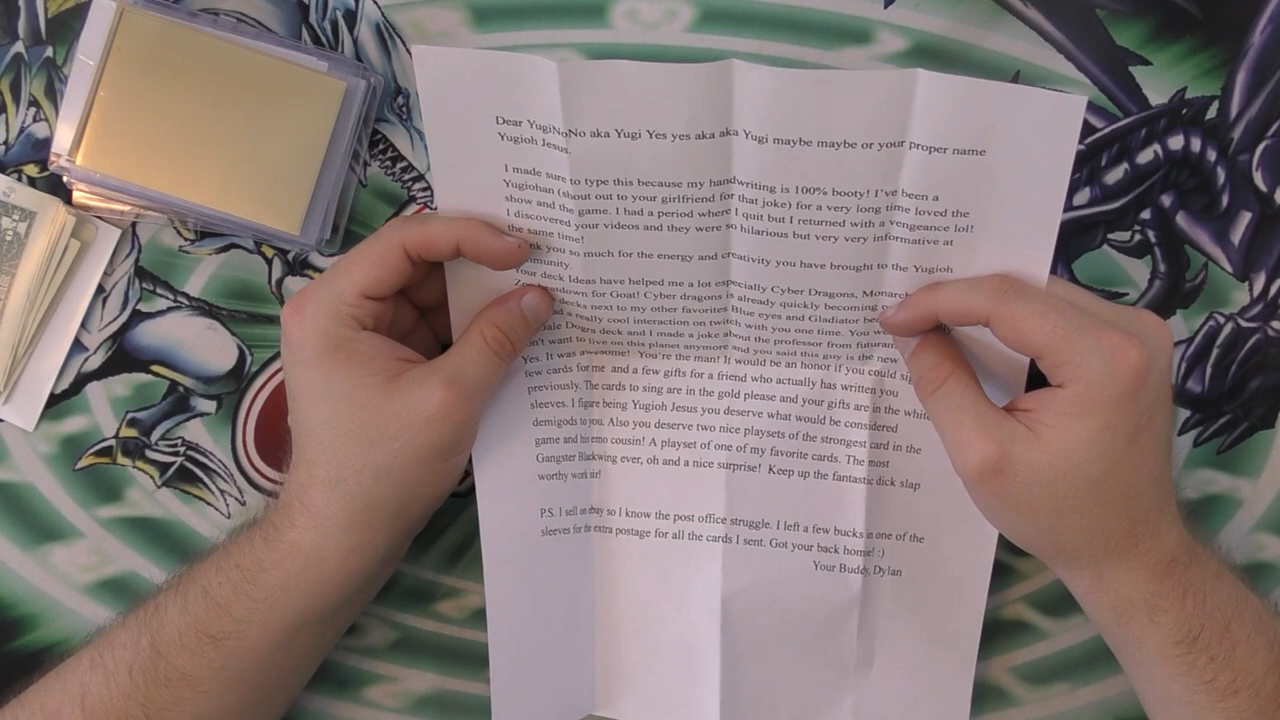 Dear YugiNoNo aka Yugi Yes yes aka aka Yugi maybe maybe or your proper name
Yugioh Jesus.
I made sure to type this because my handwriting is 100% booty! I've been a
Yugiohan (shout out to your girlfriend for that joke) for a very long time loved the
show and the game. I had a period where I quit but I returned with a vengeance lol!
I discovered your videos and they were so hilarious but very very informative at
the same time!
you so much for the energy and creativity you have brought to the Yugioh
Your deck Ideas have helped me a lot especially Cyber Dragons,
for Goat! Cyber dragons is already quickly becoming
decks next to my other favorites Blue eyes and Gladiator
a really cool interaction on twitch with you one time. You
Dogra deck and I made a joke about the professor from
want to live on this planet anymore and you said this guy is the new
Yes. It was awesome! You're the man! It would be an honor if you could
few cards for me and a few gifts for a friend who actually has written you
previously. The cards to sing are in the gold please and your gifts are in the white
sleeves. I figure being Yugioh Jesus you deserve what would be considered
demigods to you. Also you deserve two nice playsets of the strongest card in the
game and his emo cousin! A playset of one of my favorite cards. The most
Gangster Blackwing ever, oh and a nice surprise! Keep up the fantastic dick slap
worthy work sir!
P.S. I sell on ebay so I know the post office struggle. I left a few bucks in one of the
sleeves for the extra postage for all the cards I sent. Got your back home! :)
Your Buddy, Dylan